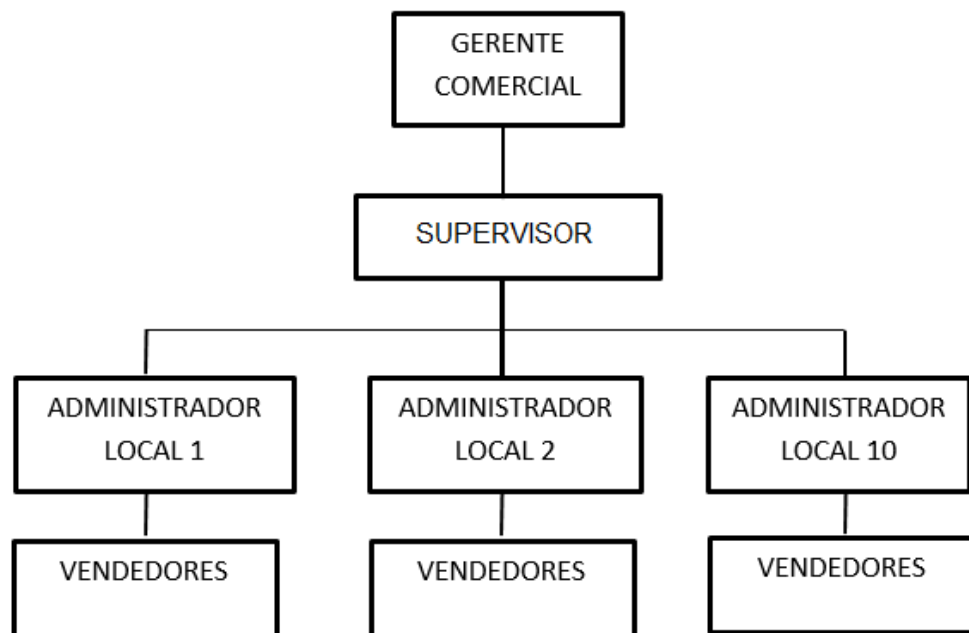 GERENTE
COMERCIAL
SUPERVISOR
ADMINISTRADOR
LOCAL 1
ADMINISTRADOR
LOCAL 2
ADMINISTRADOR
LOCAL 10
VENDEDORES
VENDEDORES
VENDEDORES